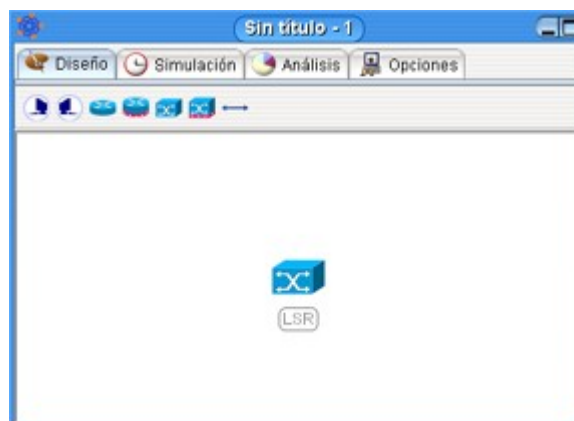 Sin título - 1
Diseño Simulación Análisis Opciones
LSR